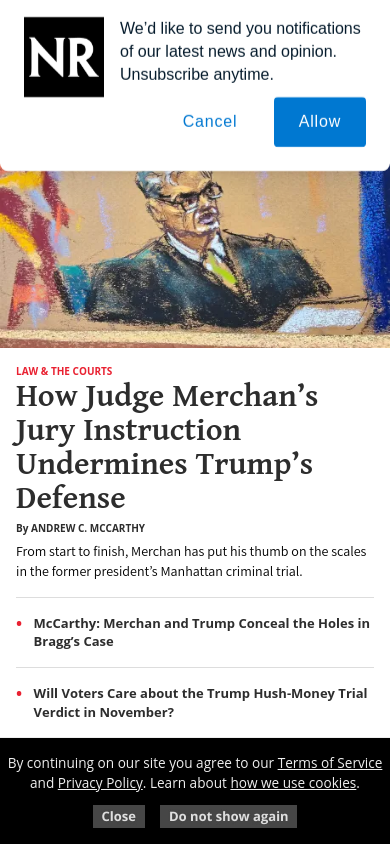 NR
We’d like to send you notifications
of our latest news and opinion.
Unsubscribe anytime.
Cancel
Allow
LAW & THE COURTS
How Judge Merchan’s
Jury Instruction
Undermines Trump’s
Defense
By ANDREW C. MCCARTHY
From start to finish, Merchan has put his thumb on the scales
in the former president’s Manhattan criminal trial.
• McCarthy: Merchan and Trump Conceal the Holes in
Bragg’s Case
• Will Voters Care about the Trump Hush-Money Trial
Verdict in November?
By continuing on our site you agree to our Terms of Service
and Privacy Policy. Learn about how we use cookies.
Close
Do not show again